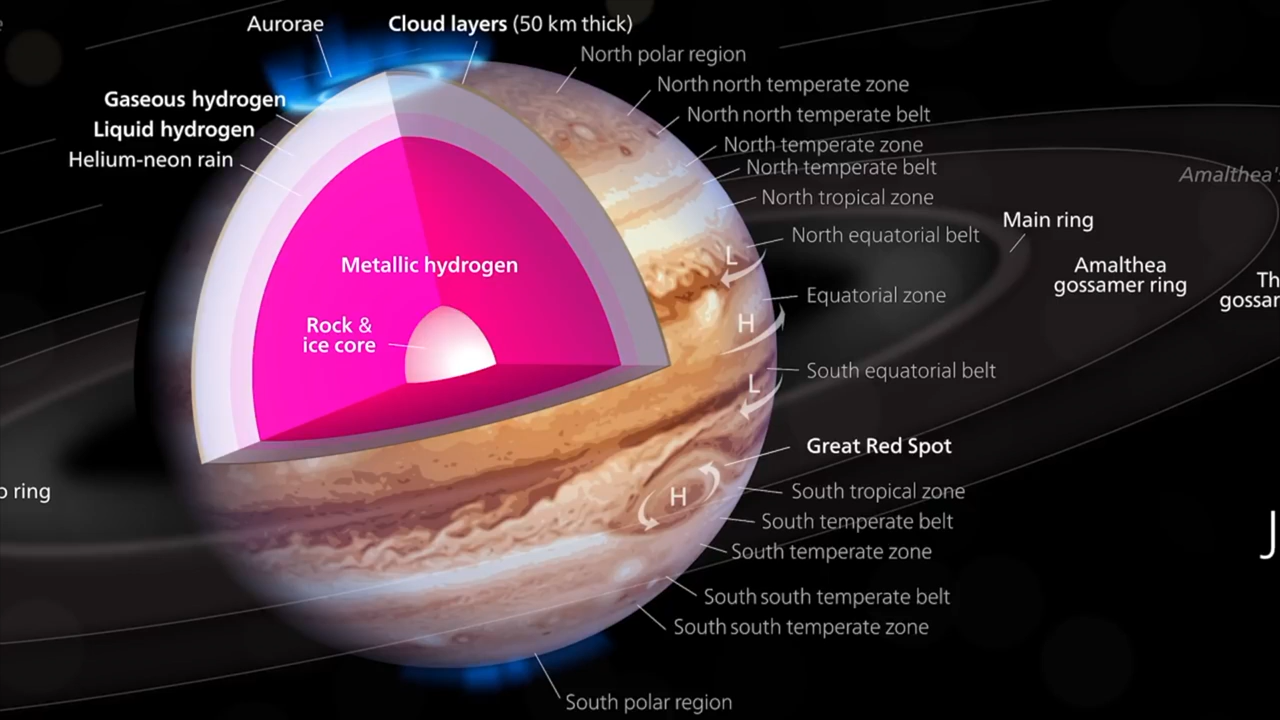 Aurorae
Cloud layers (50 km thick)
North polar region
North north temperate zone
Gaseous hydrogen
North north temperate belt
Liquid hydrogen
North temperate zone
Helium-neon rain
North temperate belt
Amalthea's
North tropical zone
Main ring
North equatorial belt
L
Metallic hydrogen
Amalthea
gossamer ring
Th
gossar
Equatorial zone
H
Rock &
ice core
South equatorial belt
L
Great Red Spot
ring
South tropical zone
H
South temperate belt
J
South temperate zone
South south temperate belt
South south temperate zone
South polar region